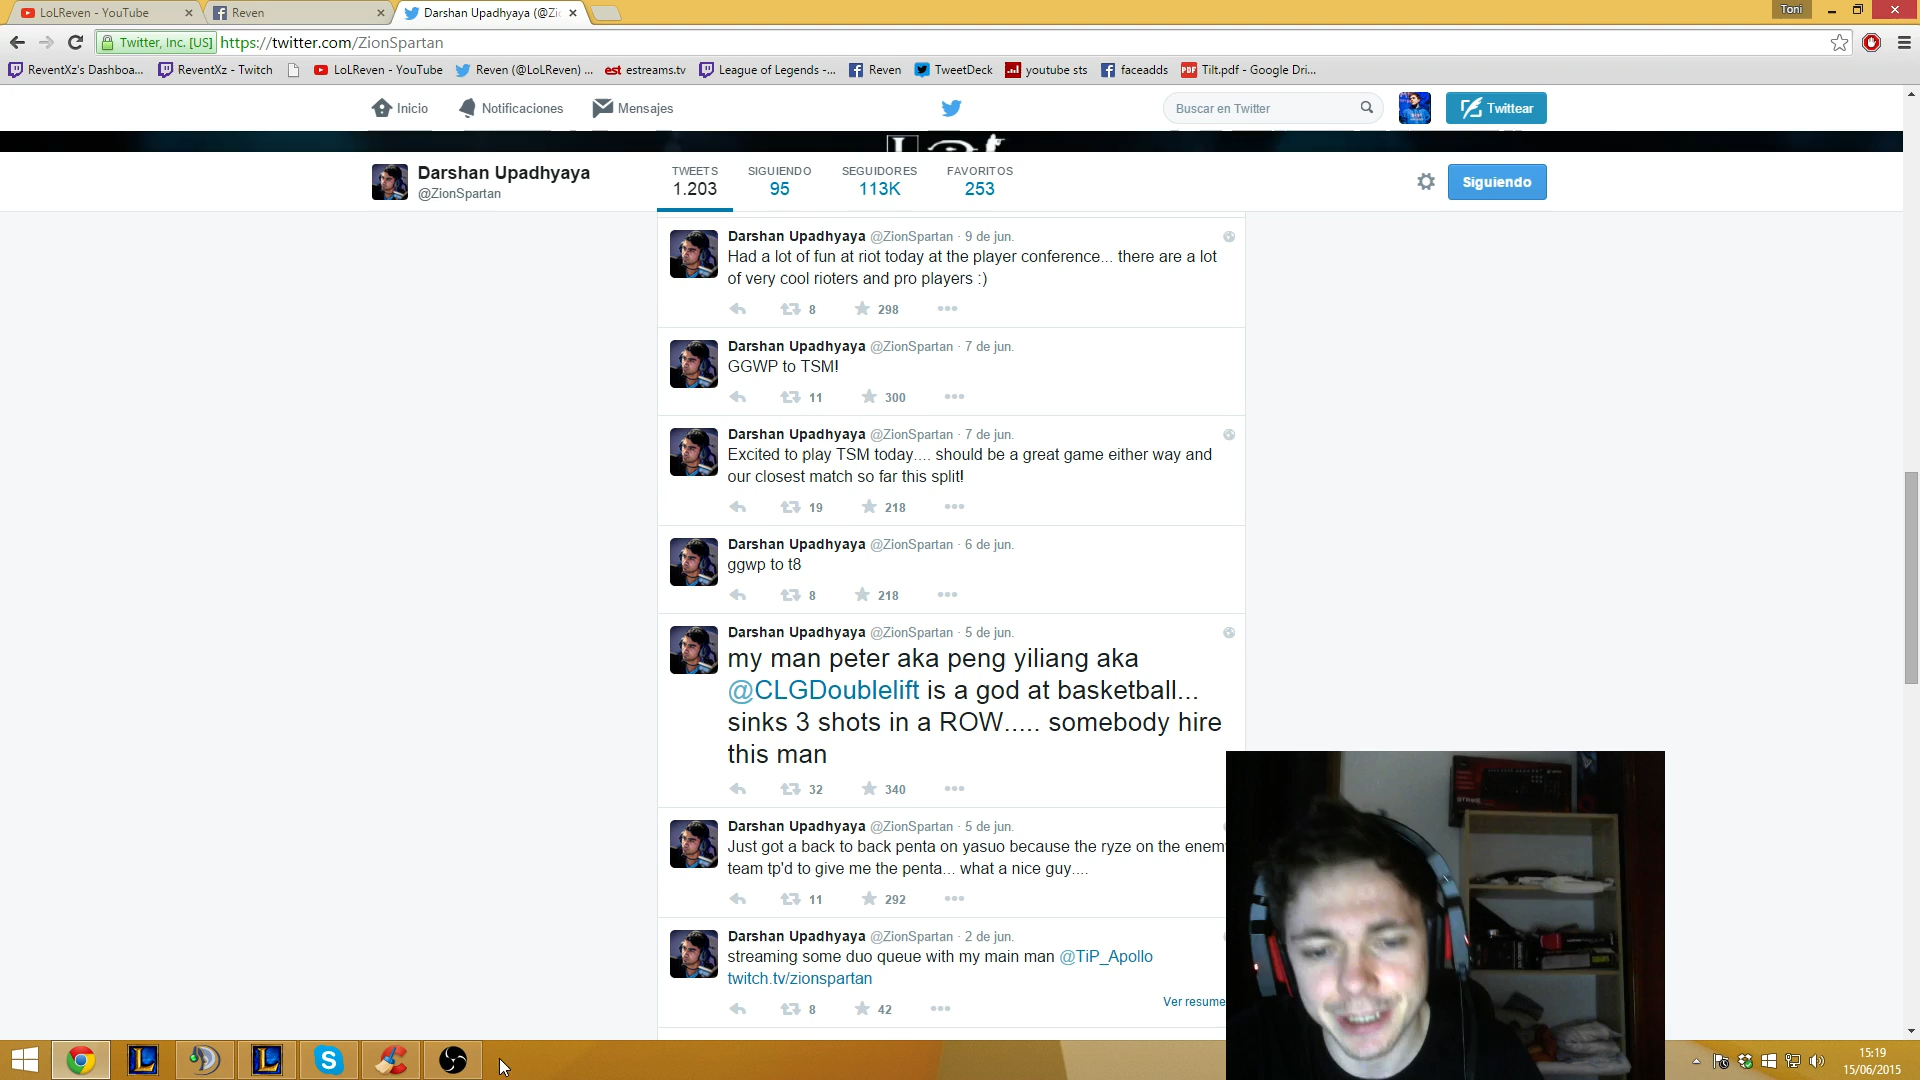 LoLReven - YouTube
Reven
Darshan Upadhyaya (@Zi
Toni
Twitter, Inc. [US]
https://twitter.com/ZionSpartan
ReventXz's Dashboa...
ReventXz - Twitch
LoLReven - YouTube
Reven (@LoLReven) ...
est estreams.tv
League of Legends -...
Reven
TweetDeck
youtube sts
faceadds
PDF Tilt.pdf - Google Dri...
Inicio
Notificaciones
Mensajes
Buscar en Twitter
Twittear
Darshan Upadhyaya
@ZionSpartan
TWEETS
1.203
SIGUIENDO
95
SEGUIDORES
113K
FAVORITOS
253
Siguiendo
Darshan Upadhyaya @ZionSpartan · 9 de jun.
Had a lot of fun at riot today at the player conference... there are a lot
of very cool rioters and pro players :)
8 298
Darshan Upadhyaya @ZionSpartan · 7 de jun.
GGWP to TSM!
11 300
Darshan Upadhyaya @ZionSpartan · 7 de jun.
Excited to play TSM today.... should be a great game either way and
our closest match so far this split!
19 218
Darshan Upadhyaya @ZionSpartan · 6 de jun.
ggwp to t8
8 218
Darshan Upadhyaya @ZionSpartan · 5 de jun.
my man peter aka peng yiliang aka
@CLGDoublelift is a god at basketball...
sinks 3 shots in a ROW..... somebody hire
this man
32 340
Darshan Upadhyaya @ZionSpartan · 5 de jun.
Just got a back to back penta on yasuo because the ryze on the enem
team tp'd to give me the penta... what a nice guy....
11 292
Darshan Upadhyaya @ZionSpartan · 2 de jun.
streaming some duo queue with my main man @TiP_Apollo
twitch.tv/zionspartan
Ver resume
8 42
15:19
15/06/2015